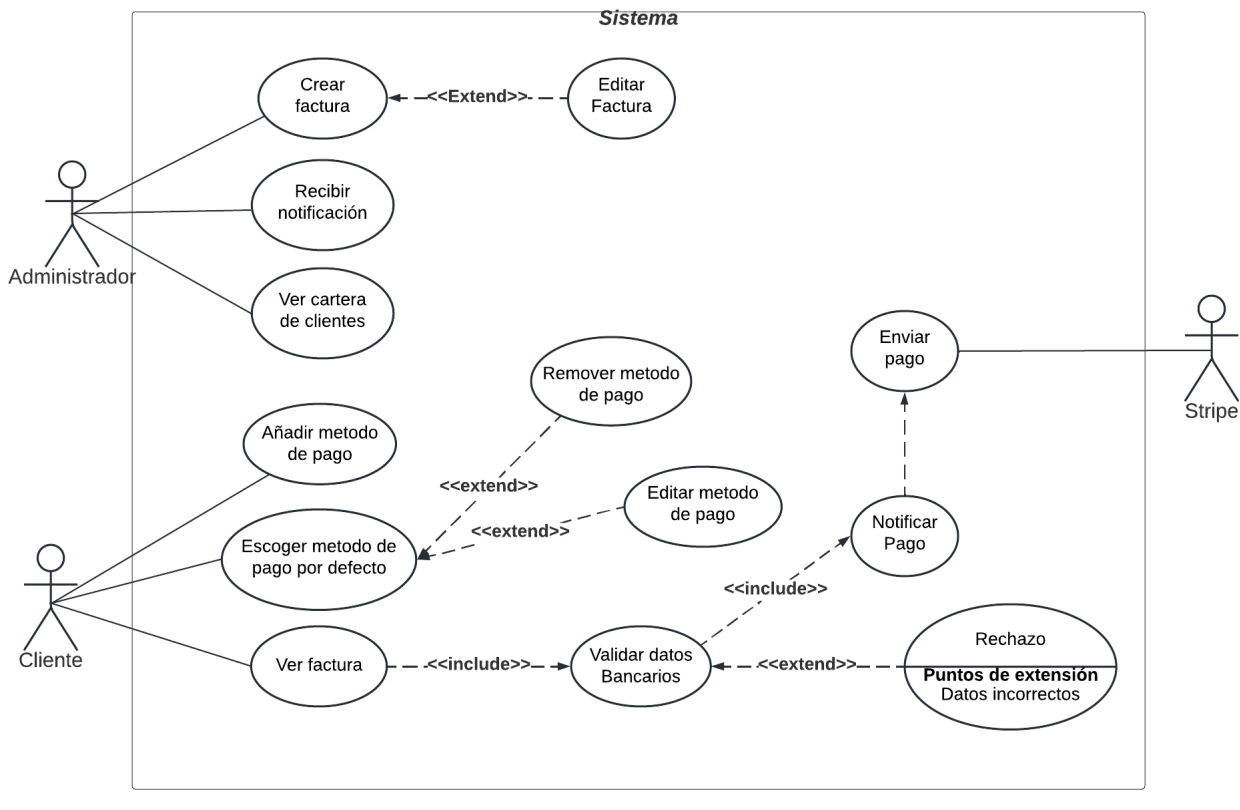 Sistema
Crear
factura
<<Extend>>
Editar
Factura
Recibir
notificación
Administrador
Ver cartera
de clientes
Enviar
pago
Stripe
Remover metodo
de pago
Añadir metodo
de pago
<<extend>>
Editar metodo
de pago
<<extend>>
Escoger metodo de
pago por defecto
Notificar
Pago
<<include>>
Cliente
Ver factura
<<include>>
Validar datos
Bancarios
<<extend>>
Rechazo
Puntos de extensión
Datos incorrectos